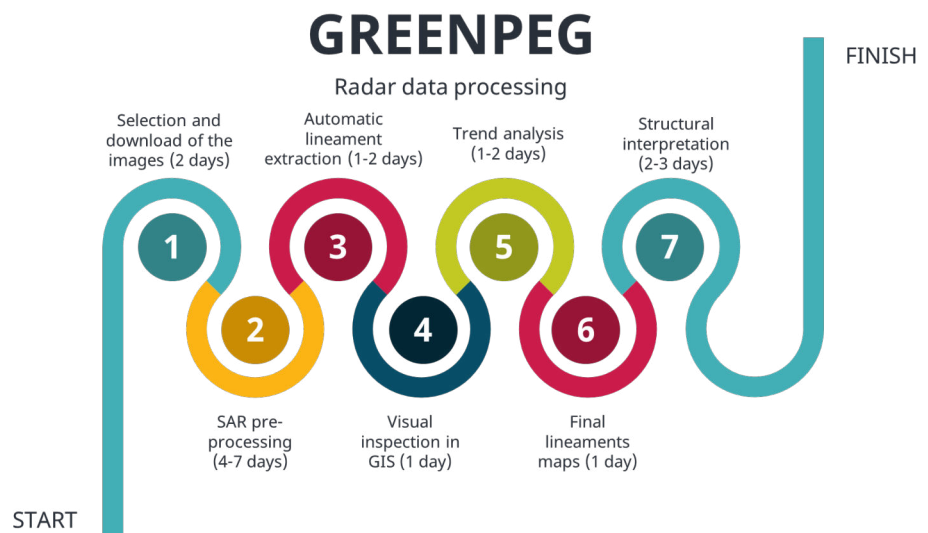 GREENPEG
Radar data processing
FINISH
Selection and
download of the
images (2 days)
Automatic
lineament
extraction (1-2 days)
Trend analysis
(1-2 days)
Structural
interpretation
(2-3 days)
1
3
5
7
2
4
6
SAR pre-
processing
(4-7 days)
Visual
inspection in
GIS (1 day)
Final
lineaments
maps (1 day)
START